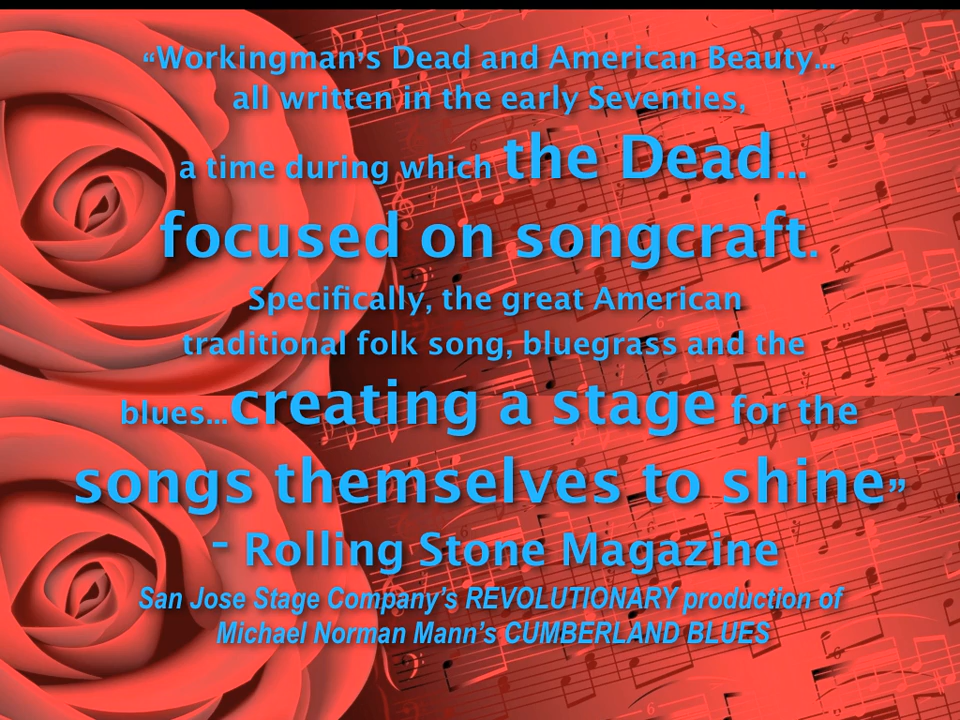 “Workingman’s Dead and American Beauty...
all written in the early Seventies,
a time during which the Dead...
focused on songcraft.
Specifically, the great American
traditional folk song, bluegrass and the
blues...creating a stage for the
songs themselves to shine”
- Rolling Stone Magazine
San Jose Stage Company’s REVOLUTIONARY production of
Michael Norman Mann’s CUMBERLAND BLUES